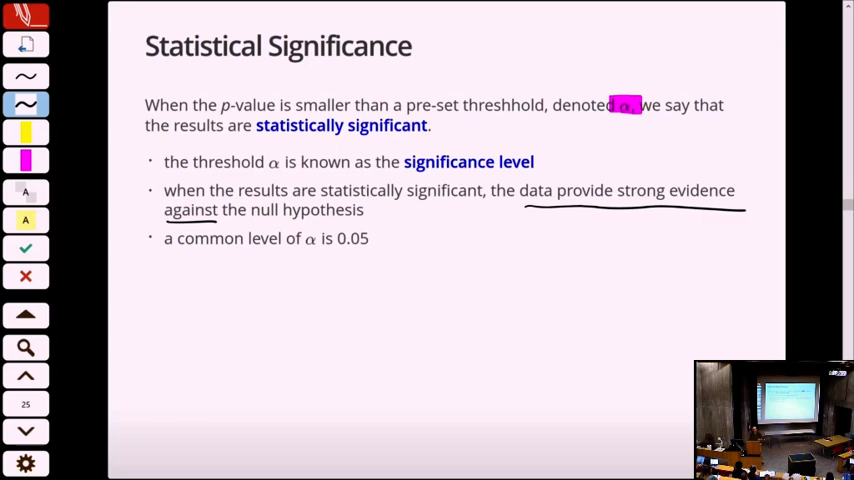 Statistical Significance
When the p-value is smaller than a pre-set threshhold, denoted α, we say that
the results are statistically significant.
· the threshold α is known as the significance level
· when the results are statistically significant, the data provide strong evidence
against the null hypothesis
· a common level of α is 0.05
A
A
25